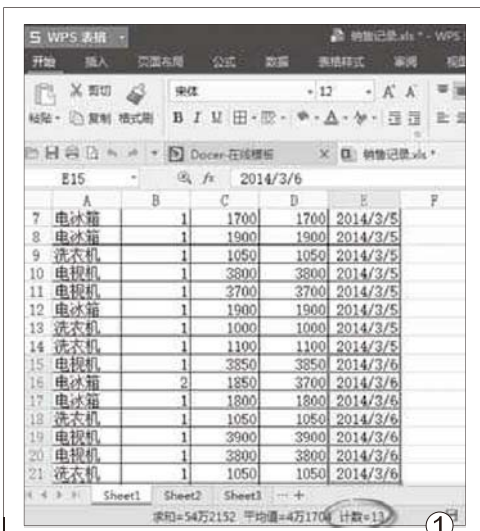 WPS 表格
销售记录.xls * - WPS
开始 插入 页面布局 公式 数据 表格样式 审阅 视图
剪切 宋体 12 A A
粘贴 复制 格式刷 B I U A
Docer-在线模板 × 销售记录.xls *
E15 fx 2014/3/6
A B C D E F
7 电冰箱 1 1700 1700 2014/3/5
8 电冰箱 1 1900 1900 2014/3/5
9 洗衣机 1 1050 1050 2014/3/5
10 电视机 1 3800 3800 2014/3/5
11 电视机 1 3700 3700 2014/3/5
12 电冰箱 1 1900 1900 2014/3/5
13 洗衣机 1 1000 1000 2014/3/5
14 洗衣机 1 1100 1100 2014/3/5
15 电视机 1 3850 3850 2014/3/6
16 电冰箱 2 1850 3700 2014/3/6
17 电冰箱 1 1800 1800 2014/3/6
18 洗衣机 1 1050 1050 2014/3/6
19 电视机 1 3900 3900 2014/3/6
20 电视机 1 3800 3800 2014/3/6
21 洗衣机 1 1050 1050 2014/3/6
Sheet1 Sheet2 Sheet3 ··· +
求和=54万2152 平均值=4万1704 计数=13
①